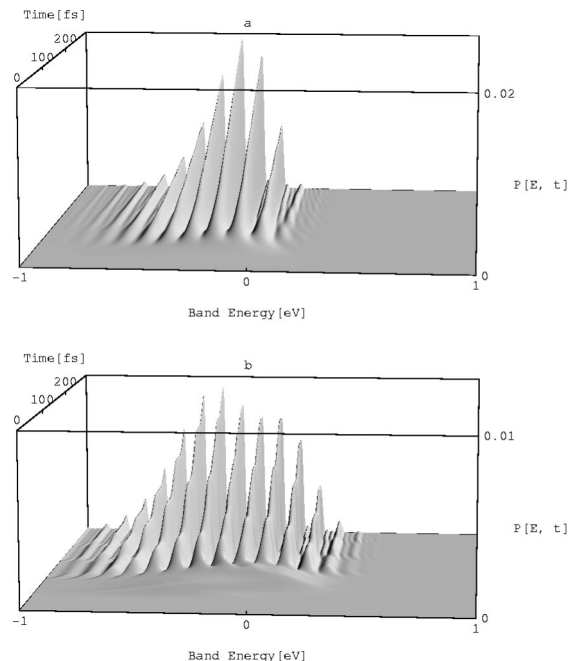 a
Time[fs]
200
100
0
0.02
P[E, t]
0
-1
0
1
Band Energy[eV]
b
Time[fs]
200
100
0
0.01
P[E, t]
0
-1
0
1
Band Energy[eV]